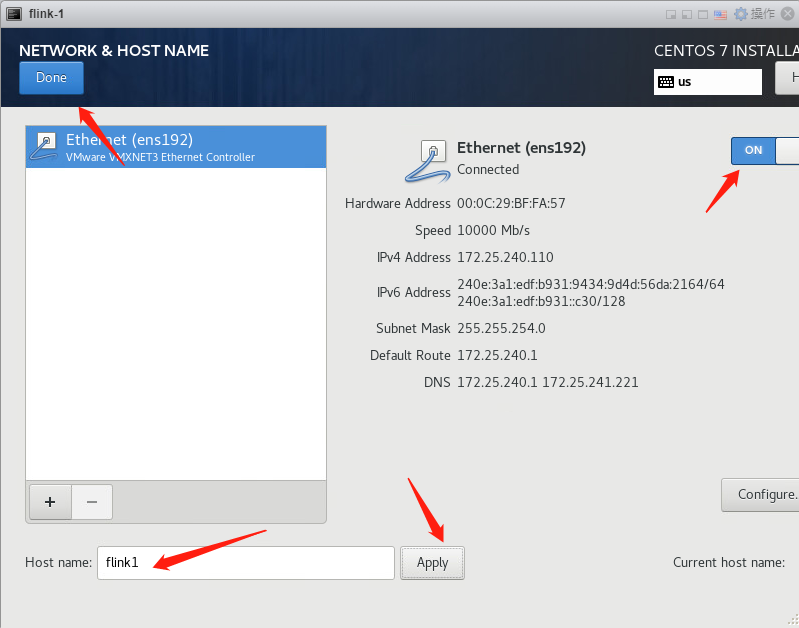 flink-1
操作
NETWORK & HOST NAME
CENTOS 7 INSTALLA
Done
us
H
Ethernet (ens192)
VMware VMXNET3 Ethernet Controller
Ethernet (ens192)
Connected
ON
Hardware Address 00:0C:29:BF:FA:57
Speed 10000 Mb/s
IPv4 Address 172.25.240.110
IPv6 Address 240e:3a1:edf:b931:9434:9d4d:56da:2164/64
240e:3a1:edf:b931::c30/128
Subnet Mask 255.255.254.0
Default Route 172.25.240.1
DNS 172.25.240.1 172.25.241.221
+ −
Configure.
Host name: flink1
Apply
Current host name: